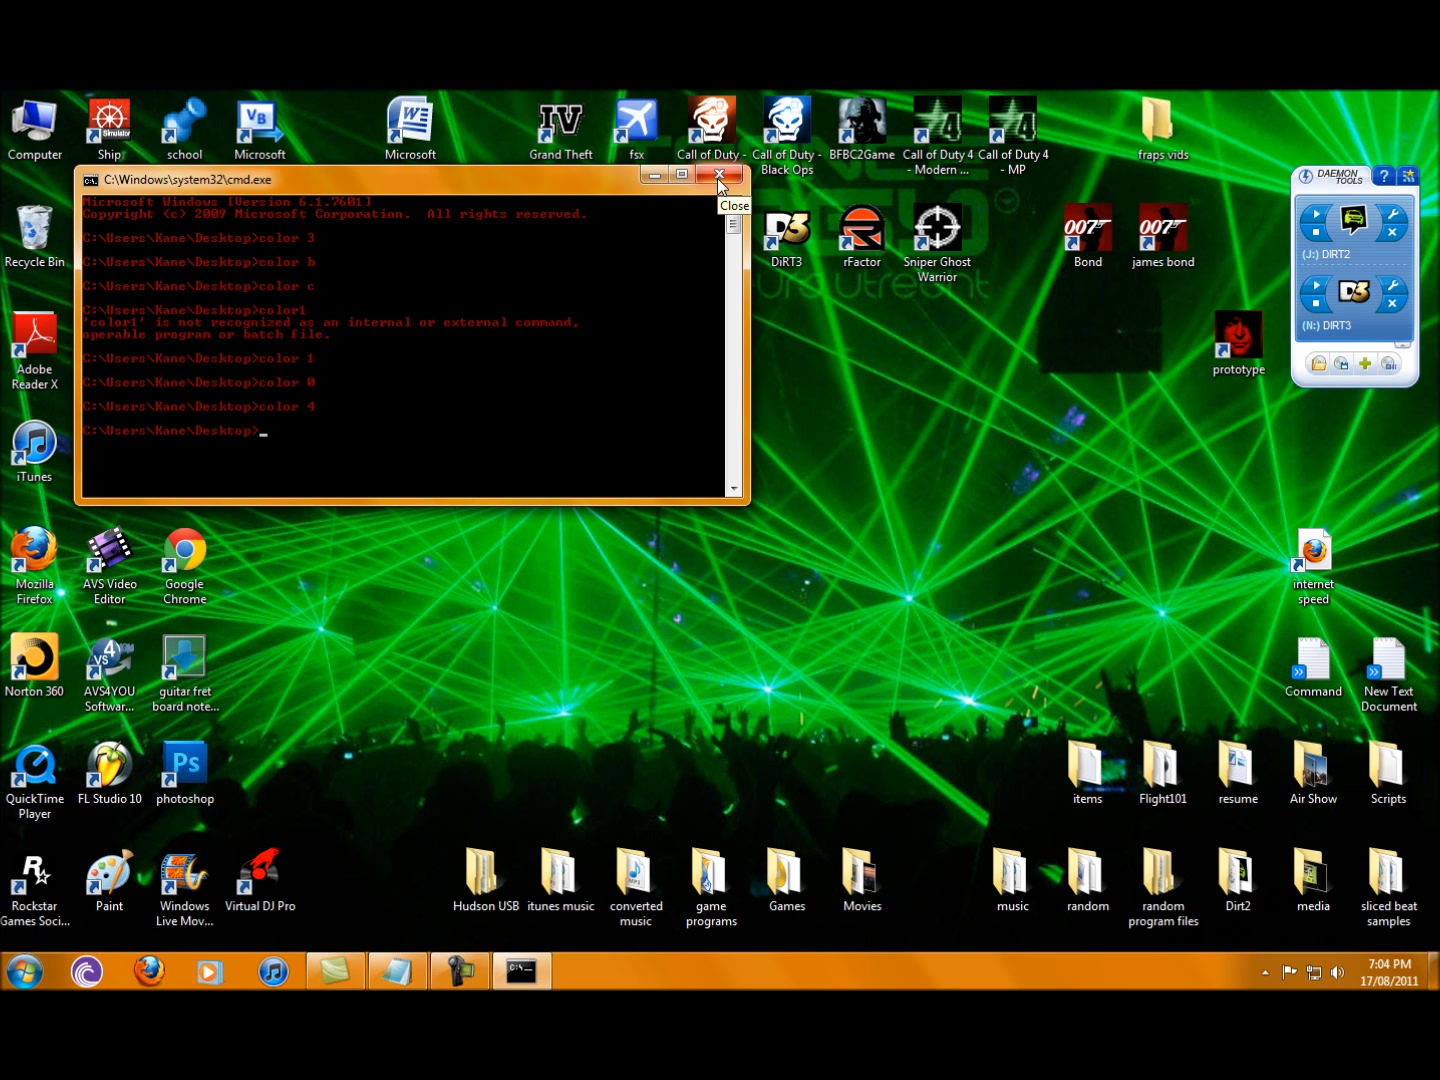 Computer
Ship
school
Microsoft
Microsoft
Grand Theft
fsx
Call of Duty -
Call of Duty -
Black Ops
BFBC2Game
Call of Duty 4
- Modern ...
Call of Duty 4
- MP
fraps vids
C:\Windows\system32\cmd.exe
Close
Microsoft Windows [Version 6.1.7601]
Copyright (c) 2009 Microsoft Corporation.  All rights reserved.
C:\Users\Kane\Desktop>color 3
C:\Users\Kane\Desktop>color b
C:\Users\Kane\Desktop>color c
C:\Users\Kane\Desktop>color1
'color1' is not recognized as an internal or external command,
operable program or batch file.
C:\Users\Kane\Desktop>color 1
C:\Users\Kane\Desktop>color 0
C:\Users\Kane\Desktop>color 4
C:\Users\Kane\Desktop>_
DAEMON
TOOLS
(J:) DIRT2
(N:) DIRT3
Recycle Bin
DiRT3
rFactor
Sniper Ghost
Warrior
007
Bond
007
james bond
Adobe
Reader X
prototype
iTunes
Mozilla
Firefox
AVS Video
Editor
Google
Chrome
internet
speed
Norton 360
AVS4YOU
Softwar...
guitar fret
board note...
Command
New Text
Document
QuickTime
Player
FL Studio 10
Ps
photoshop
items
Flight101
resume
Air Show
Scripts
Rockstar
Games Soci...
Paint
Windows
Live Mov...
Virtual DJ Pro
Hudson USB
itunes music
converted
music
game
programs
Games
Movies
music
random
random
program files
Dirt2
media
sliced beat
samples
7:04 PM
17/08/2011